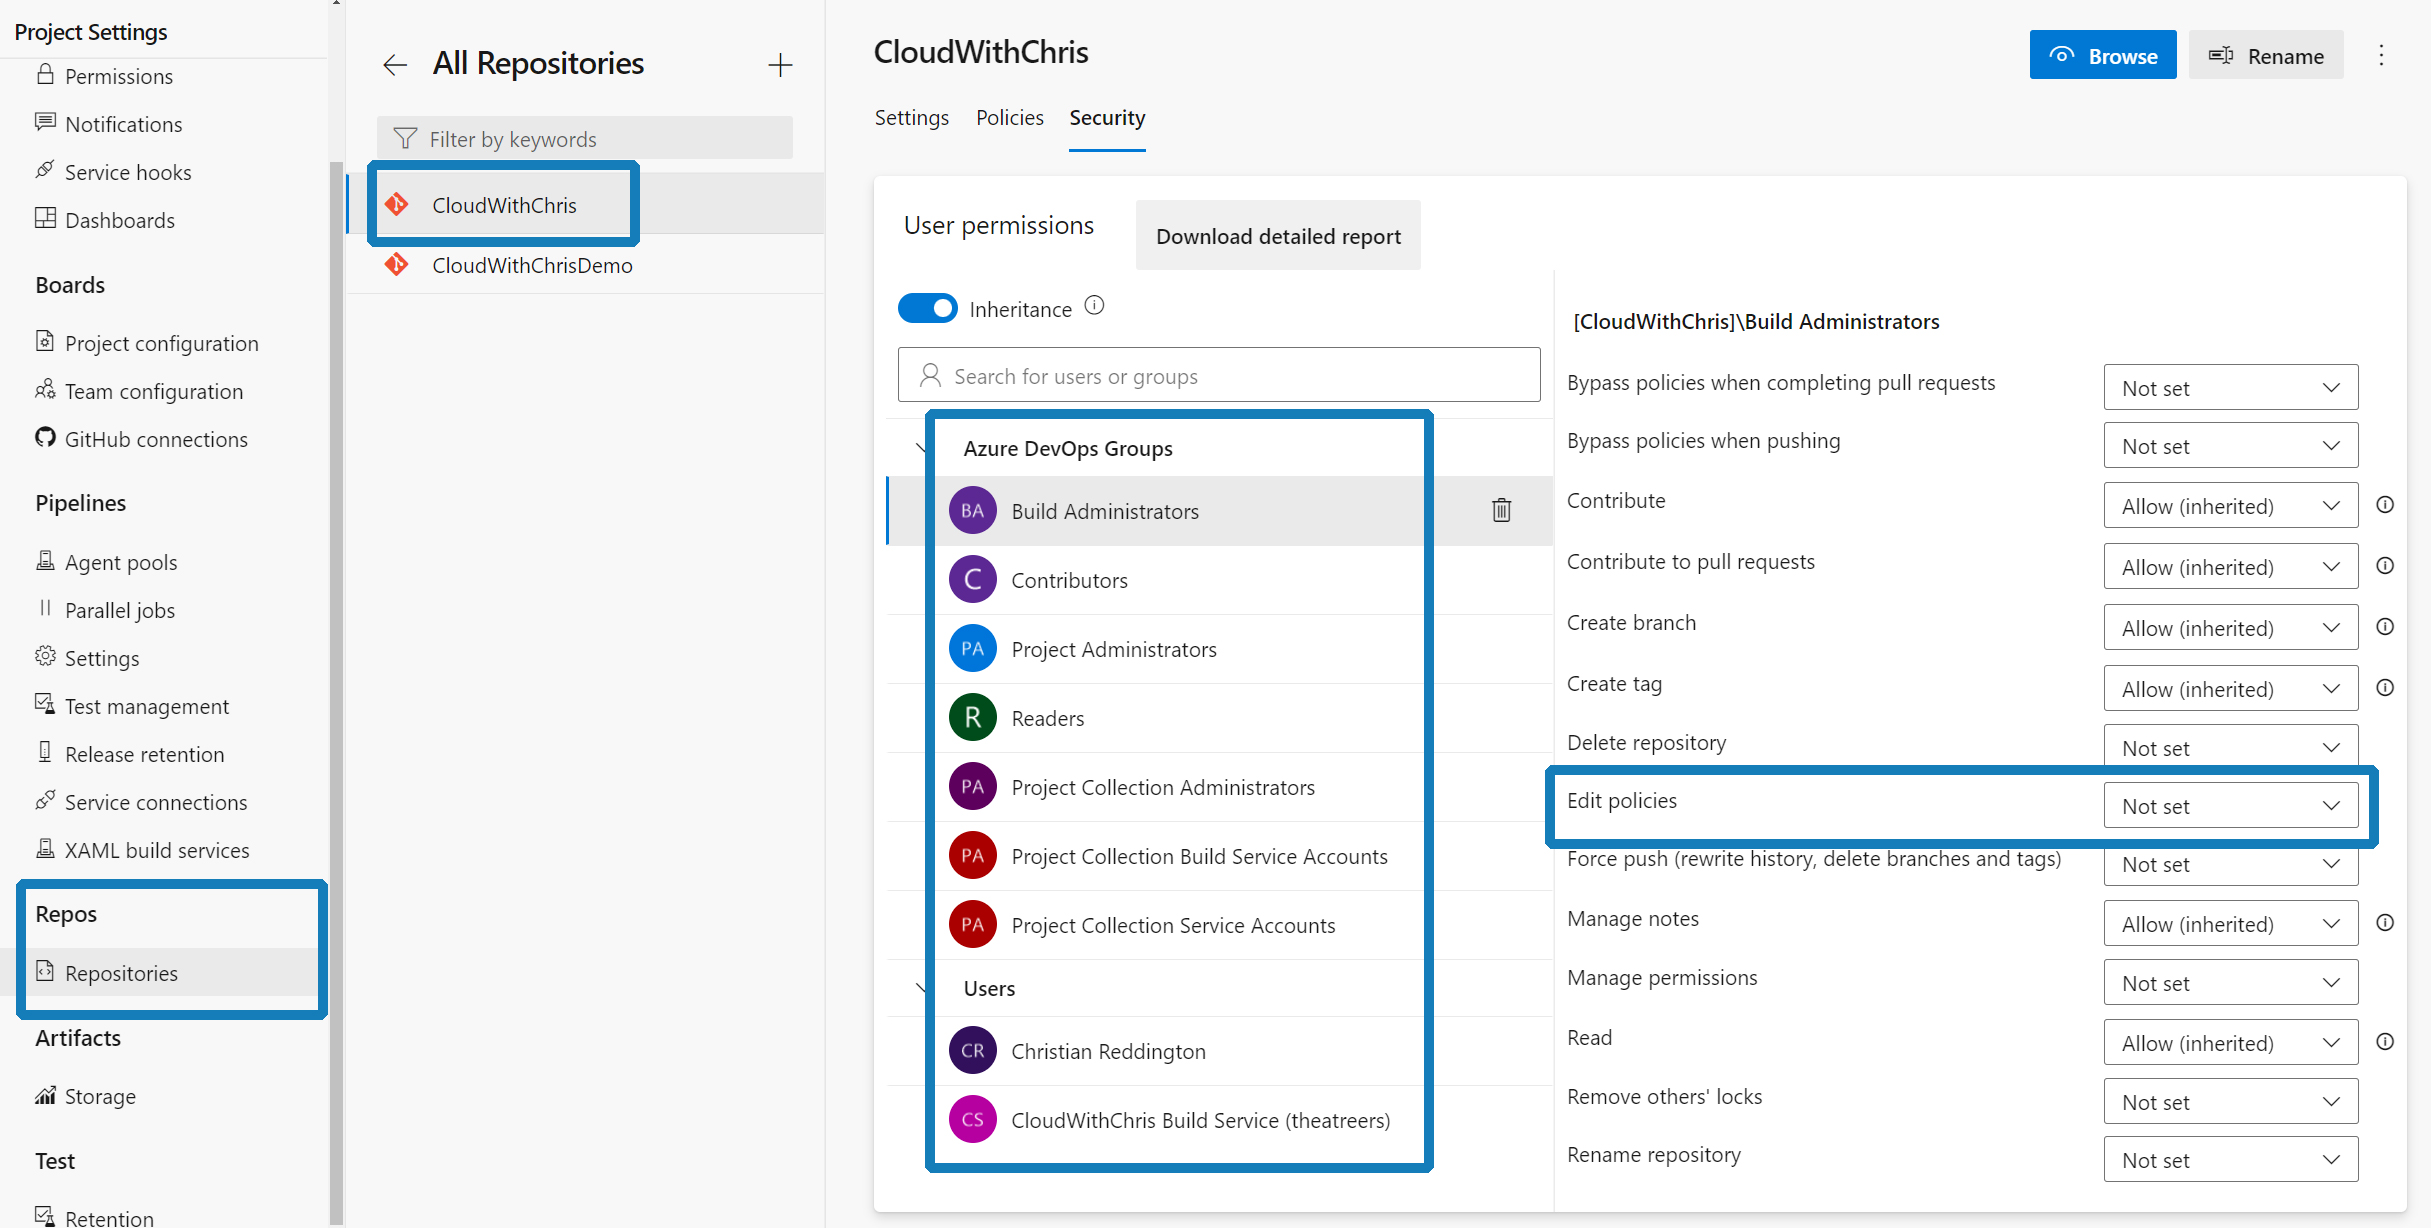 Project Settings
Permissions
Notifications
Service hooks
Dashboards
Boards
Project configuration
Team configuration
GitHub connections
Pipelines
Agent pools
Parallel jobs
Settings
Test management
Release retention
Service connections
XAML build services
Repos
Repositories
Artifacts
Storage
Test
Retention
All Repositories
Filter by keywords
CloudWithChris
CloudWithChrisDemo
CloudWithChris
Browse
Rename
Settings Policies Security
User permissions
Download detailed report
Inheritance
Search for users or groups
Azure DevOps Groups
BA Build Administrators
C Contributors
PA Project Administrators
R Readers
PA Project Collection Administrators
PA Project Collection Build Service Accounts
PA Project Collection Service Accounts
Users
CR Christian Reddington
CS CloudWithChris Build Service (theatreers)
[CloudWithChris]\Build Administrators
Bypass policies when completing pull requests Not set
Bypass policies when pushing Not set
Contribute Allow (inherited)
Contribute to pull requests Allow (inherited)
Create branch Allow (inherited)
Create tag Allow (inherited)
Delete repository Not set
Edit policies Not set
Force push (rewrite history, delete branches and tags) Not set
Manage notes Allow (inherited)
Manage permissions Not set
Read Allow (inherited)
Remove others' locks Not set
Rename repository Not set